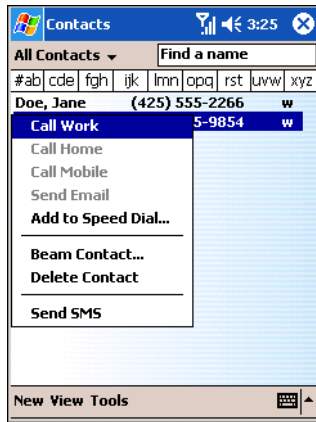 Contacts 3:25
All Contacts Find a name
#ab cde fgh ijk lmn opq rst uvw xyz
Doe, Jane (425) 555-2266 w
5-9854 w
Call Work
Call Home
Call Mobile
Send Email
Add to Speed Dial...
Beam Contact...
Delete Contact
Send SMS
New View Tools